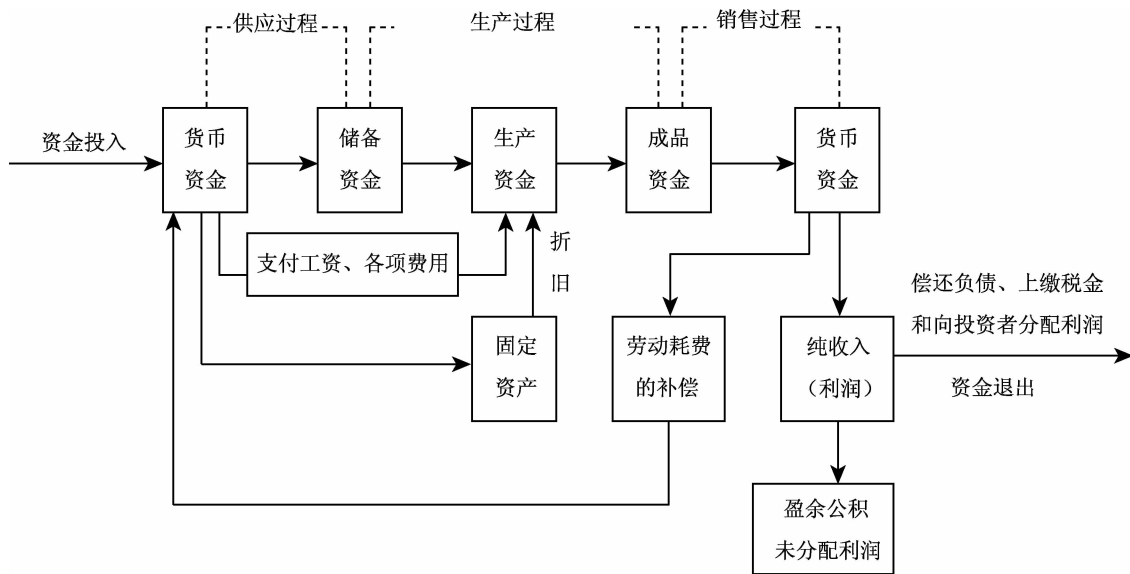 供应过程
生产过程
销售过程
资金投入
货币
资金
储备
资金
生产
资金
成品
资金
货币
资金
支付工资、各项费用
折
旧
固定
资产
劳动耗费
的补偿
纯收入
（利润）
偿还负债、上缴税金
和向投资者分配利润
资金退出
盈余公积
未分配利润